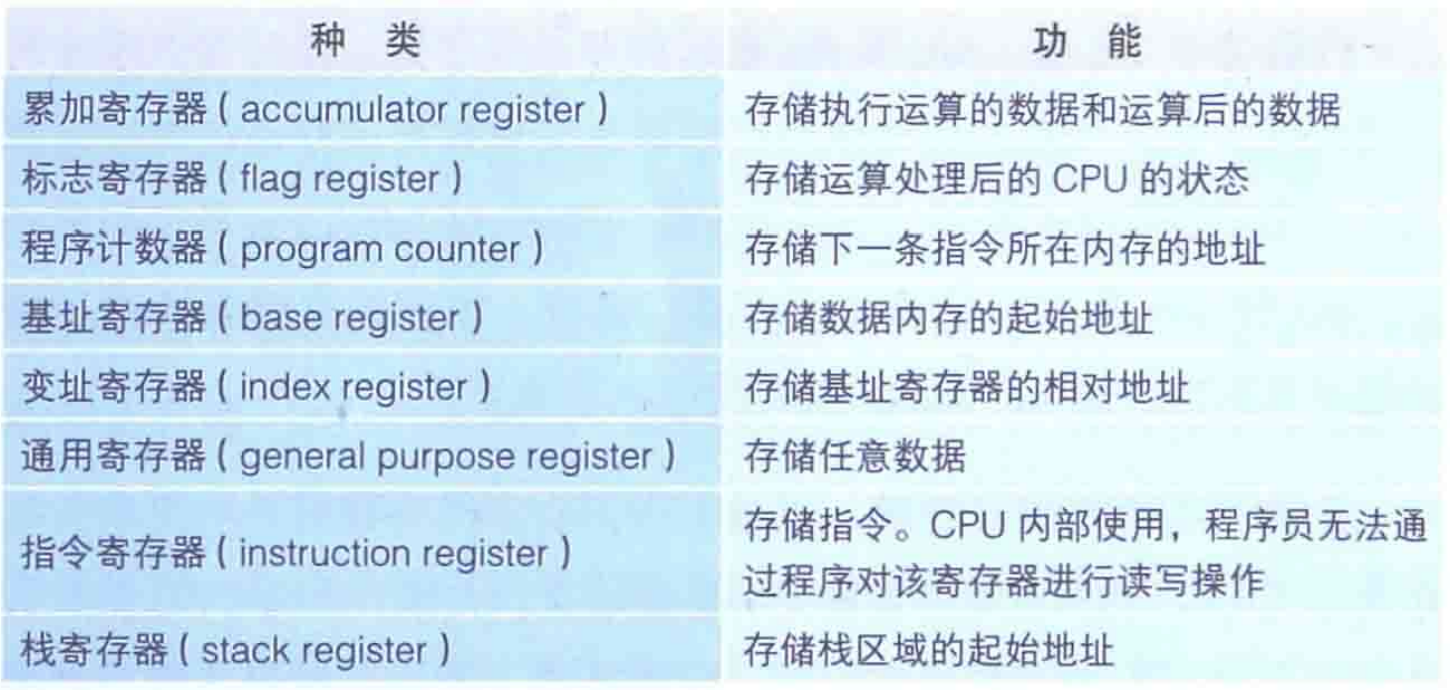 种 类 功 能
累加寄存器 ( accumulator register ) 存储执行运算的数据和运算后的数据
标志寄存器 ( flag register ) 存储运算处理后的 CPU 的状态
程序计数器 ( program counter ) 存储下一条指令所在内存的地址
基址寄存器 ( base register ) 存储数据内存的起始地址
变址寄存器 ( index register ) 存储基址寄存器的相对地址
通用寄存器 ( general purpose register ) 存储任意数据
指令寄存器 ( instruction register ) 存储指令。CPU 内部使用，程序员无法通
过程序对该寄存器进行读写操作
栈寄存器 ( stack register ) 存储栈区域的起始地址